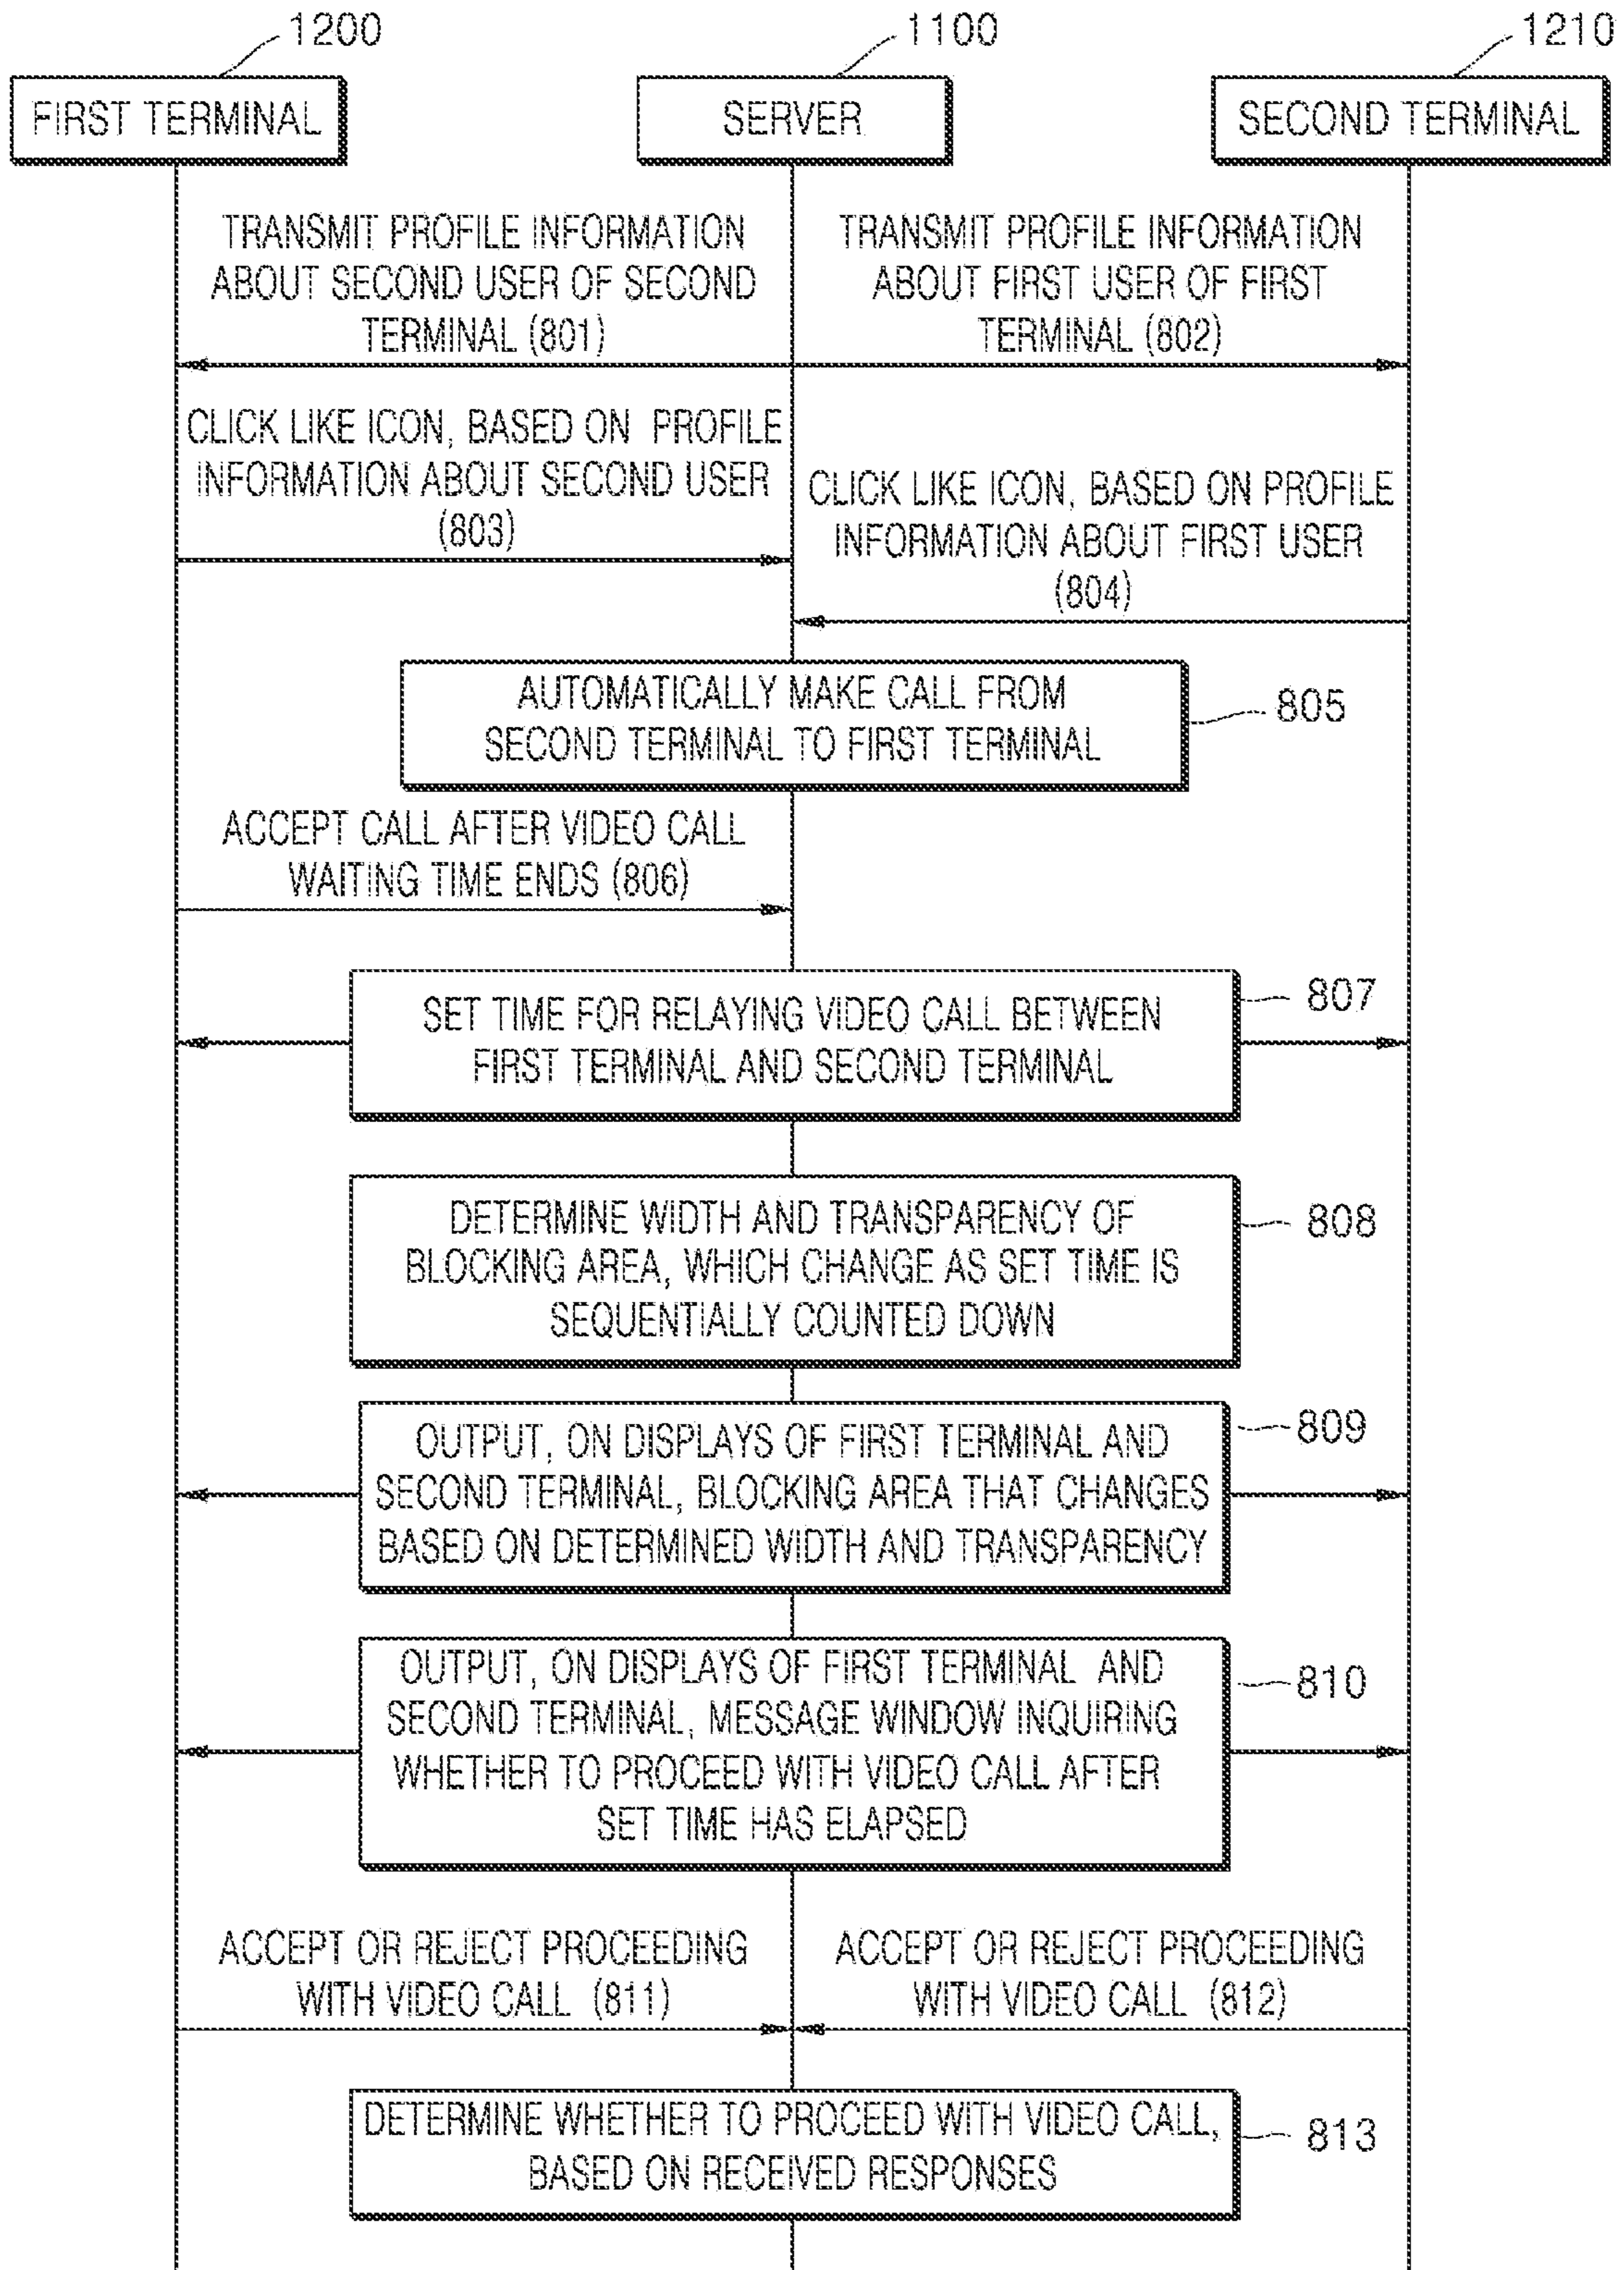 1200
1100
1210
FIRST TERMINAL
SERVER
SECOND TERMINAL
TRANSMIT PROFILE INFORMATION
ABOUT SECOND USER OF SECOND
TERMINAL (801)
TRANSMIT PROFILE INFORMATION
ABOUT FIRST USER OF FIRST
TERMINAL (802)
CLICK LIKE ICON, BASED ON PROFILE
INFORMATION ABOUT SECOND USER
(803)
CLICK LIKE ICON, BASED ON PROFILE
INFORMATION ABOUT FIRST USER
(804)
AUTOMATICALLY MAKE CALL FROM
SECOND TERMINAL TO FIRST TERMINAL
805
ACCEPT CALL AFTER VIDEO CALL
WAITING TIME ENDS (806)
SET TIME FOR RELAYING VIDEO CALL BETWEEN
FIRST TERMINAL AND SECOND TERMINAL
807
DETERMINE WIDTH AND TRANSPARENCY OF
BLOCKING AREA, WHICH CHANGE AS SET TIME IS
SEQUENTIALLY COUNTED DOWN
808
OUTPUT, ON DISPLAYS OF FIRST TERMINAL AND
SECOND TERMINAL, BLOCKING AREA THAT CHANGES
BASED ON DETERMINED WIDTH AND TRANSPARENCY
809
OUTPUT, ON DISPLAYS OF FIRST TERMINAL AND
SECOND TERMINAL, MESSAGE WINDOW INQUIRING
WHETHER TO PROCEED WITH VIDEO CALL AFTER
SET TIME HAS ELAPSED
810
ACCEPT OR REJECT PROCEEDING
WITH VIDEO CALL (811)
ACCEPT OR REJECT PROCEEDING
WITH VIDEO CALL (812)
DETERMINE WHETHER TO PROCEED WITH VIDEO CALL,
BASED ON RECEIVED RESPONSES
813